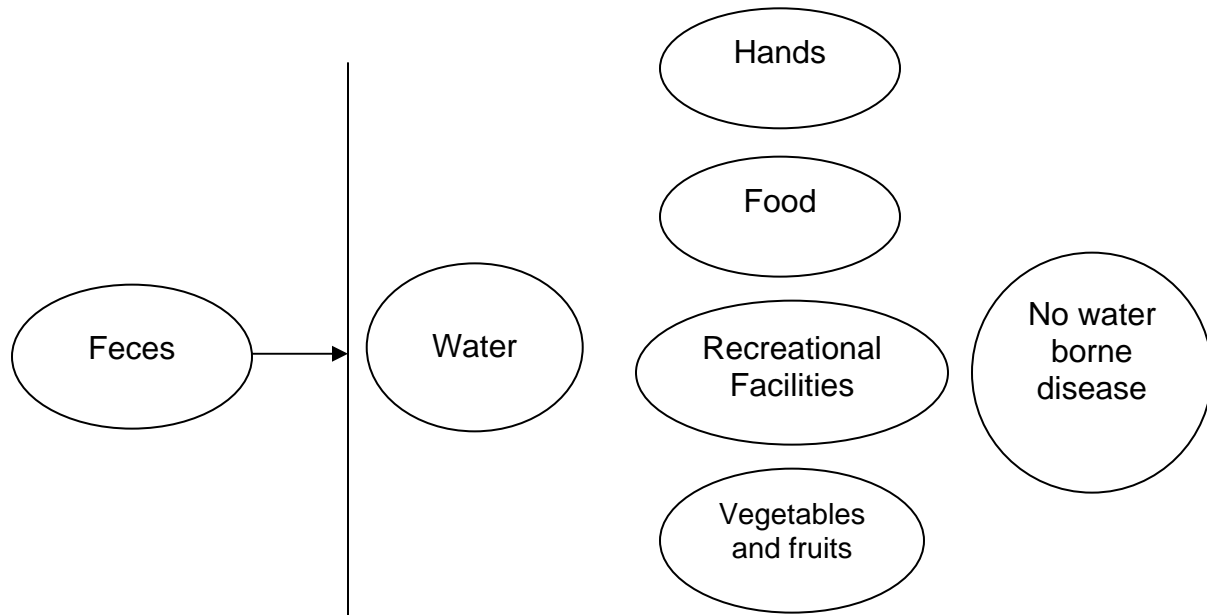 Feces
Water
Hands
Food
Recreational
Facilities
Vegetables
and fruits
No water
borne
disease